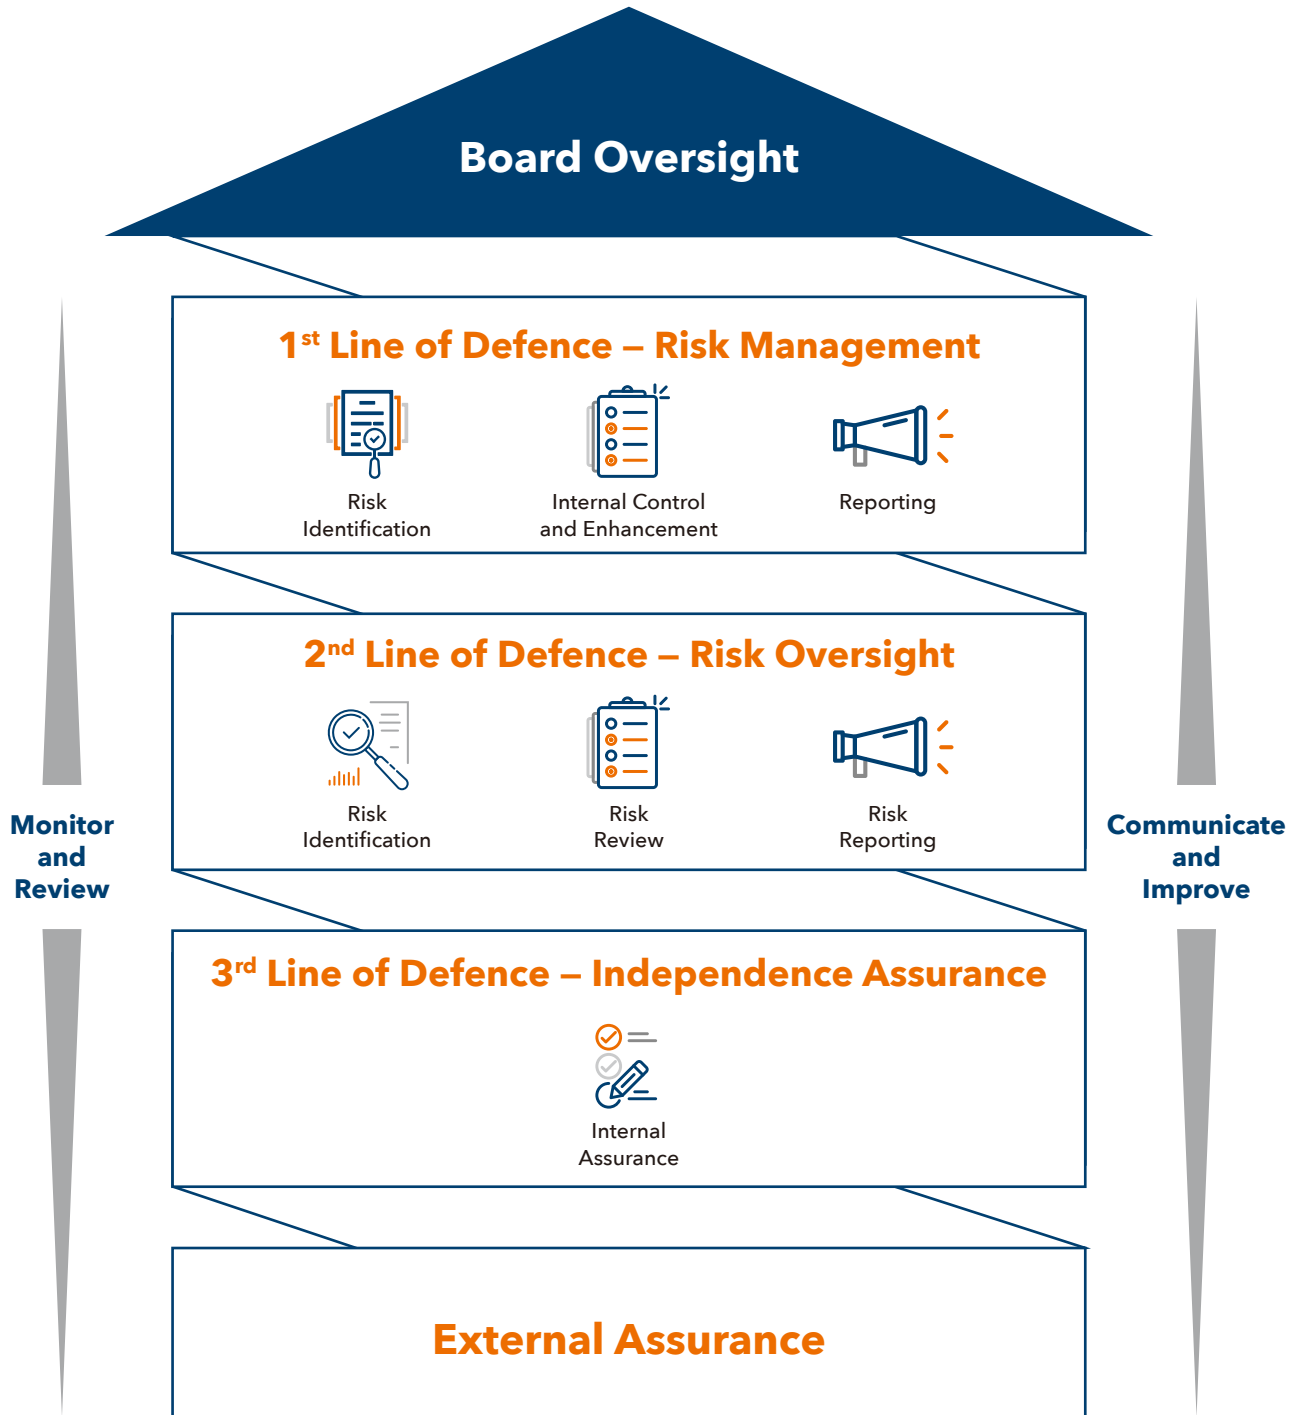 Board Oversight
1st Line of Defence – Risk Management
Risk
Identification
Internal Control
and Enhancement
Reporting
2nd Line of Defence – Risk Oversight
Risk
Identification
Risk
Review
Risk
Reporting
Monitor
and
Review
Communicate
and
Improve
3rd Line of Defence – Independence Assurance
Internal
Assurance
External Assurance